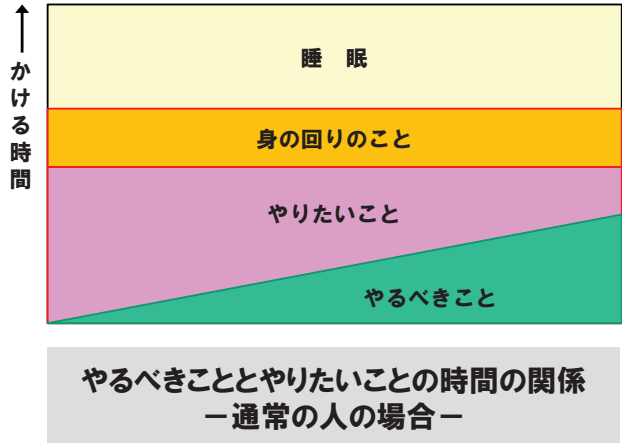 かける時間
睡　眠
身の回りのこと
やりたいこと
やるべきこと
やるべきこととやりたいことの時間の関係
－通常の人の場合－